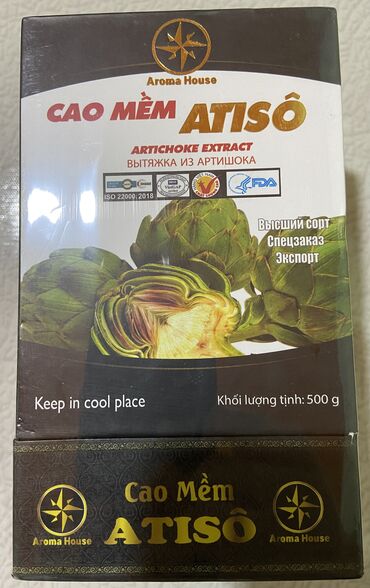 Aroma House
CAO MỀM ATISÔ
ARTICHOKE EXTRACT
ВЫТЯЖКА ИЗ АРТИШОКА
ISO 22000:2018
VietGAP
FDA
Высший сорт
Спецзаказ
Экспорт
Keep in cool place
Khối lượng tịnh: 500 g
Cao Mềm
ATISÔ
Aroma House
Aroma House